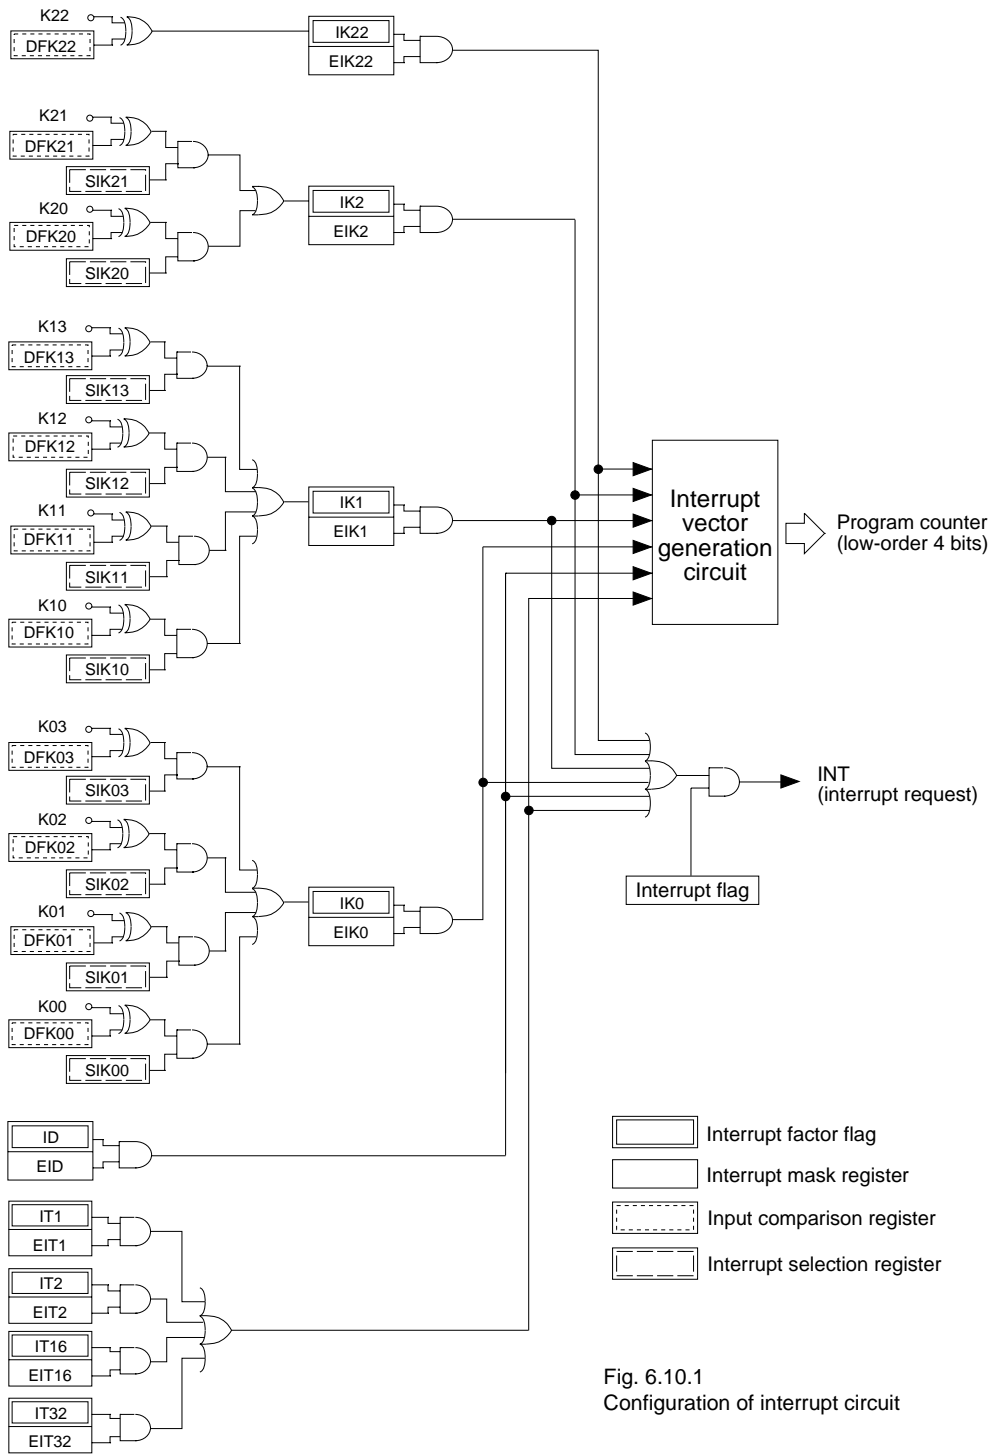 K22
DFK22
IK22
EIK22
K21
DFK21
SIK21
K20
DFK20
SIK20
IK2
EIK2
K13
DFK13
SIK13
K12
DFK12
SIK12
K11
DFK11
SIK11
K10
DFK10
SIK10
IK1
EIK1
Interrupt
vector
generation
circuit
Program counter
(low-order 4 bits)
K03
DFK03
SIK03
K02
DFK02
SIK02
K01
DFK01
SIK01
K00
DFK00
SIK00
IK0
EIK0
INT
(interrupt request)
Interrupt flag
ID
EID
IT1
EIT1
IT2
EIT2
IT16
EIT16
IT32
EIT32
Interrupt factor flag
Interrupt mask register
Input comparison register
Interrupt selection register
Fig. 6.10.1
Configuration of interrupt circuit